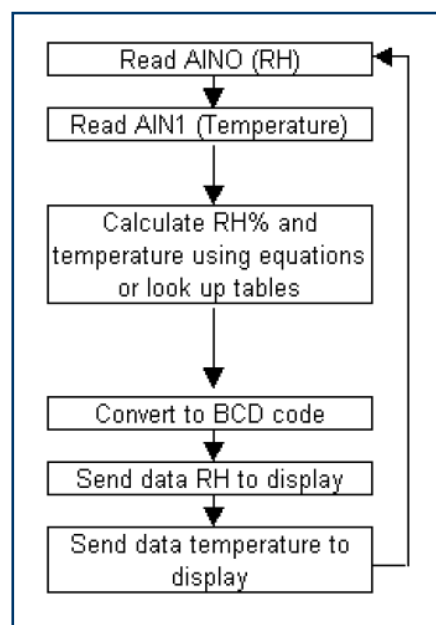 Read AINO (RH)
Read AIN1 (Temperature)
Calculate RH% and
temperature using equations
or look up tables
Convert to BCD code
Send data RH to display
Send data temperature to
display